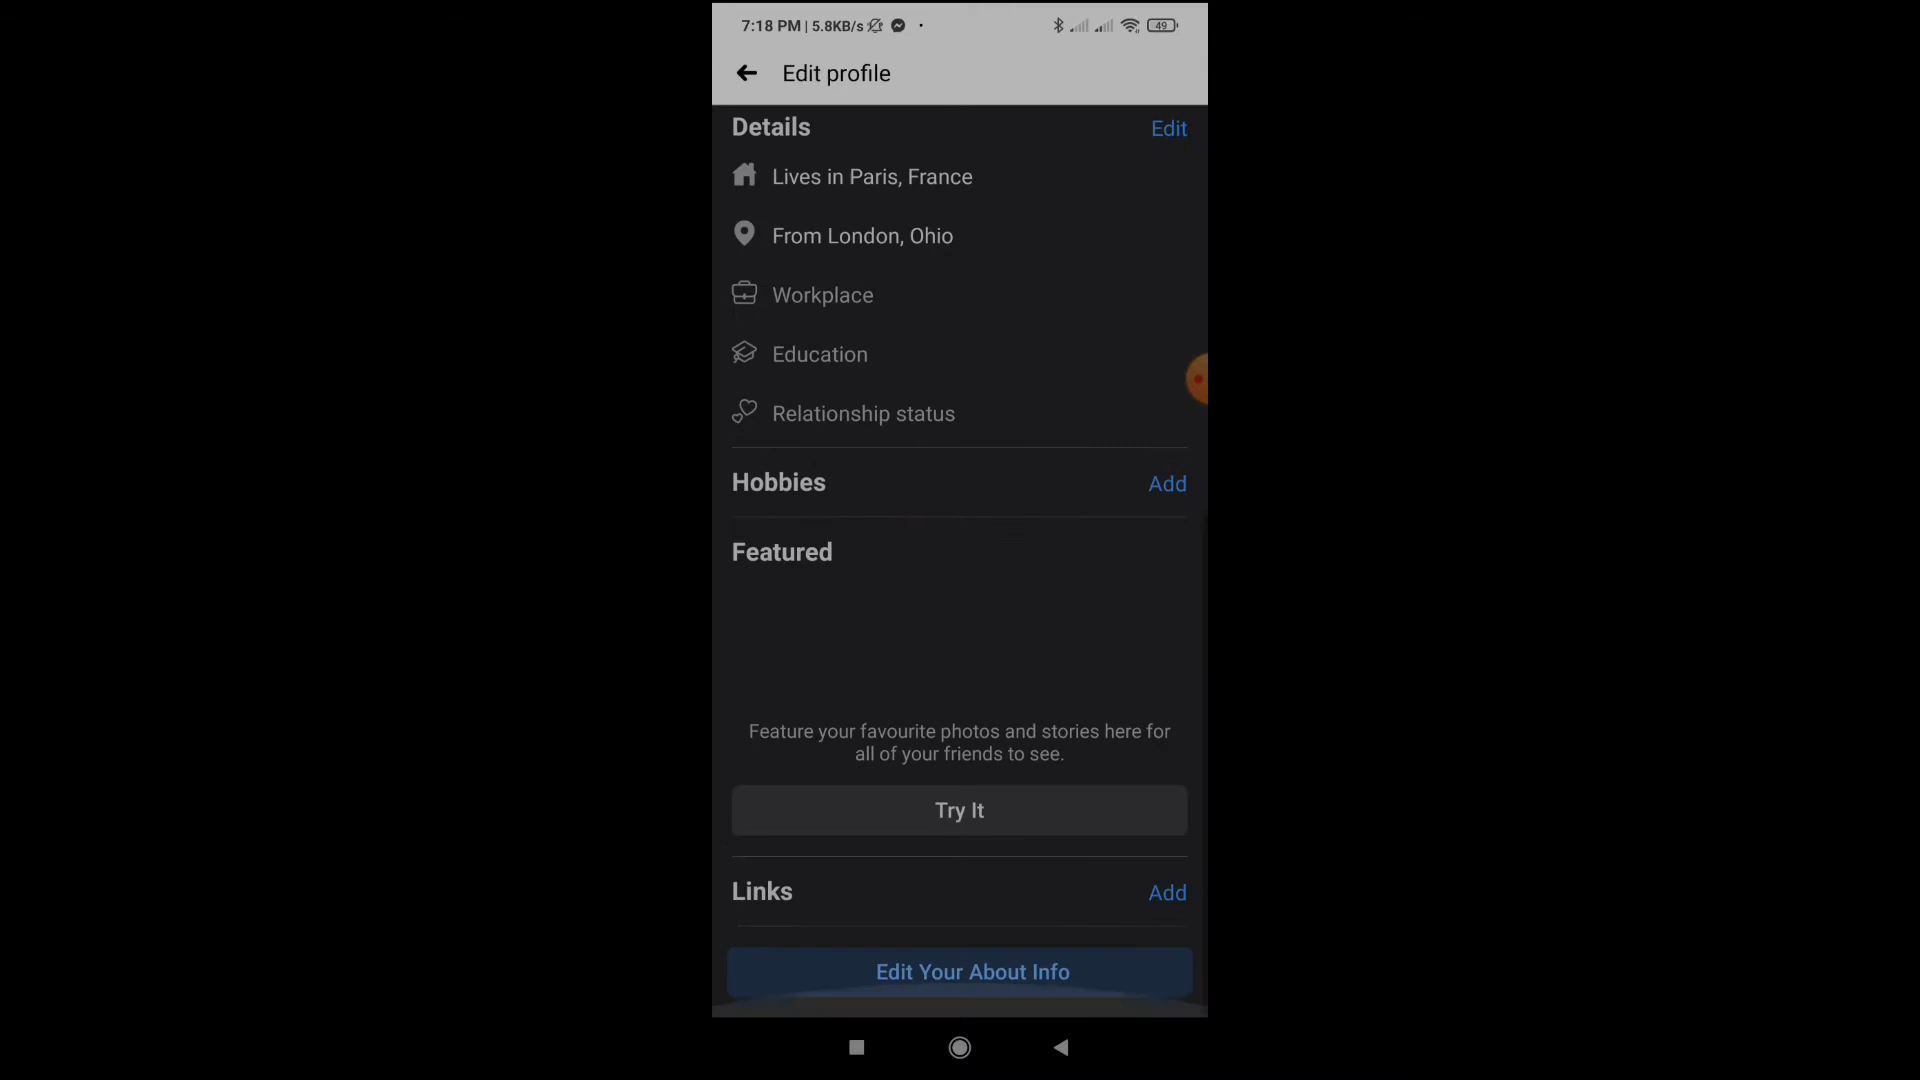 7:18 PM | 5.8KB/s 49
Edit profile
Details Edit
Lives in Paris, France
From London, Ohio
Workplace
Education
Relationship status
Hobbies Add
Featured
Feature your favourite photos and stories here for
all of your friends to see.
Try It
Links Add
Edit Your About Info